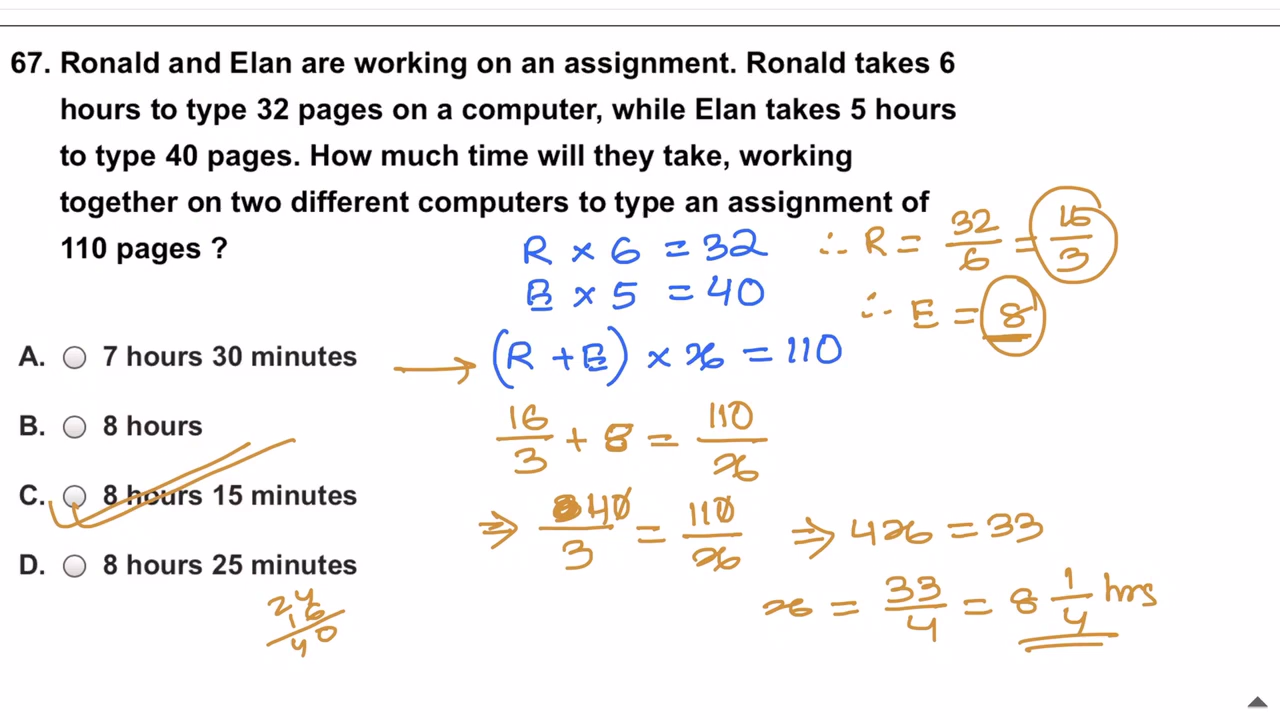 67. Ronald and Elan are working on an assignment. Ronald takes 6
hours to type 32 pages on a computer, while Elan takes 5 hours
to type 40 pages. How much time will they take, working
together on two different computers to type an assignment of
110 pages ?
R × 6 = 32
∴ R = 32/6 = 16/3
E × 5 = 40
∴ E = 8
A. 7 hours 30 minutes
→ (R + E) × x = 110
B. 8 hours
16/3 + 8 = 110/x
C. 8 hours 15 minutes
⇒ 40/3 = 110/x ⇒ 4x = 33
D. 8 hours 25 minutes
x = 33/4 = 8 1/4 hrs
24
16
40